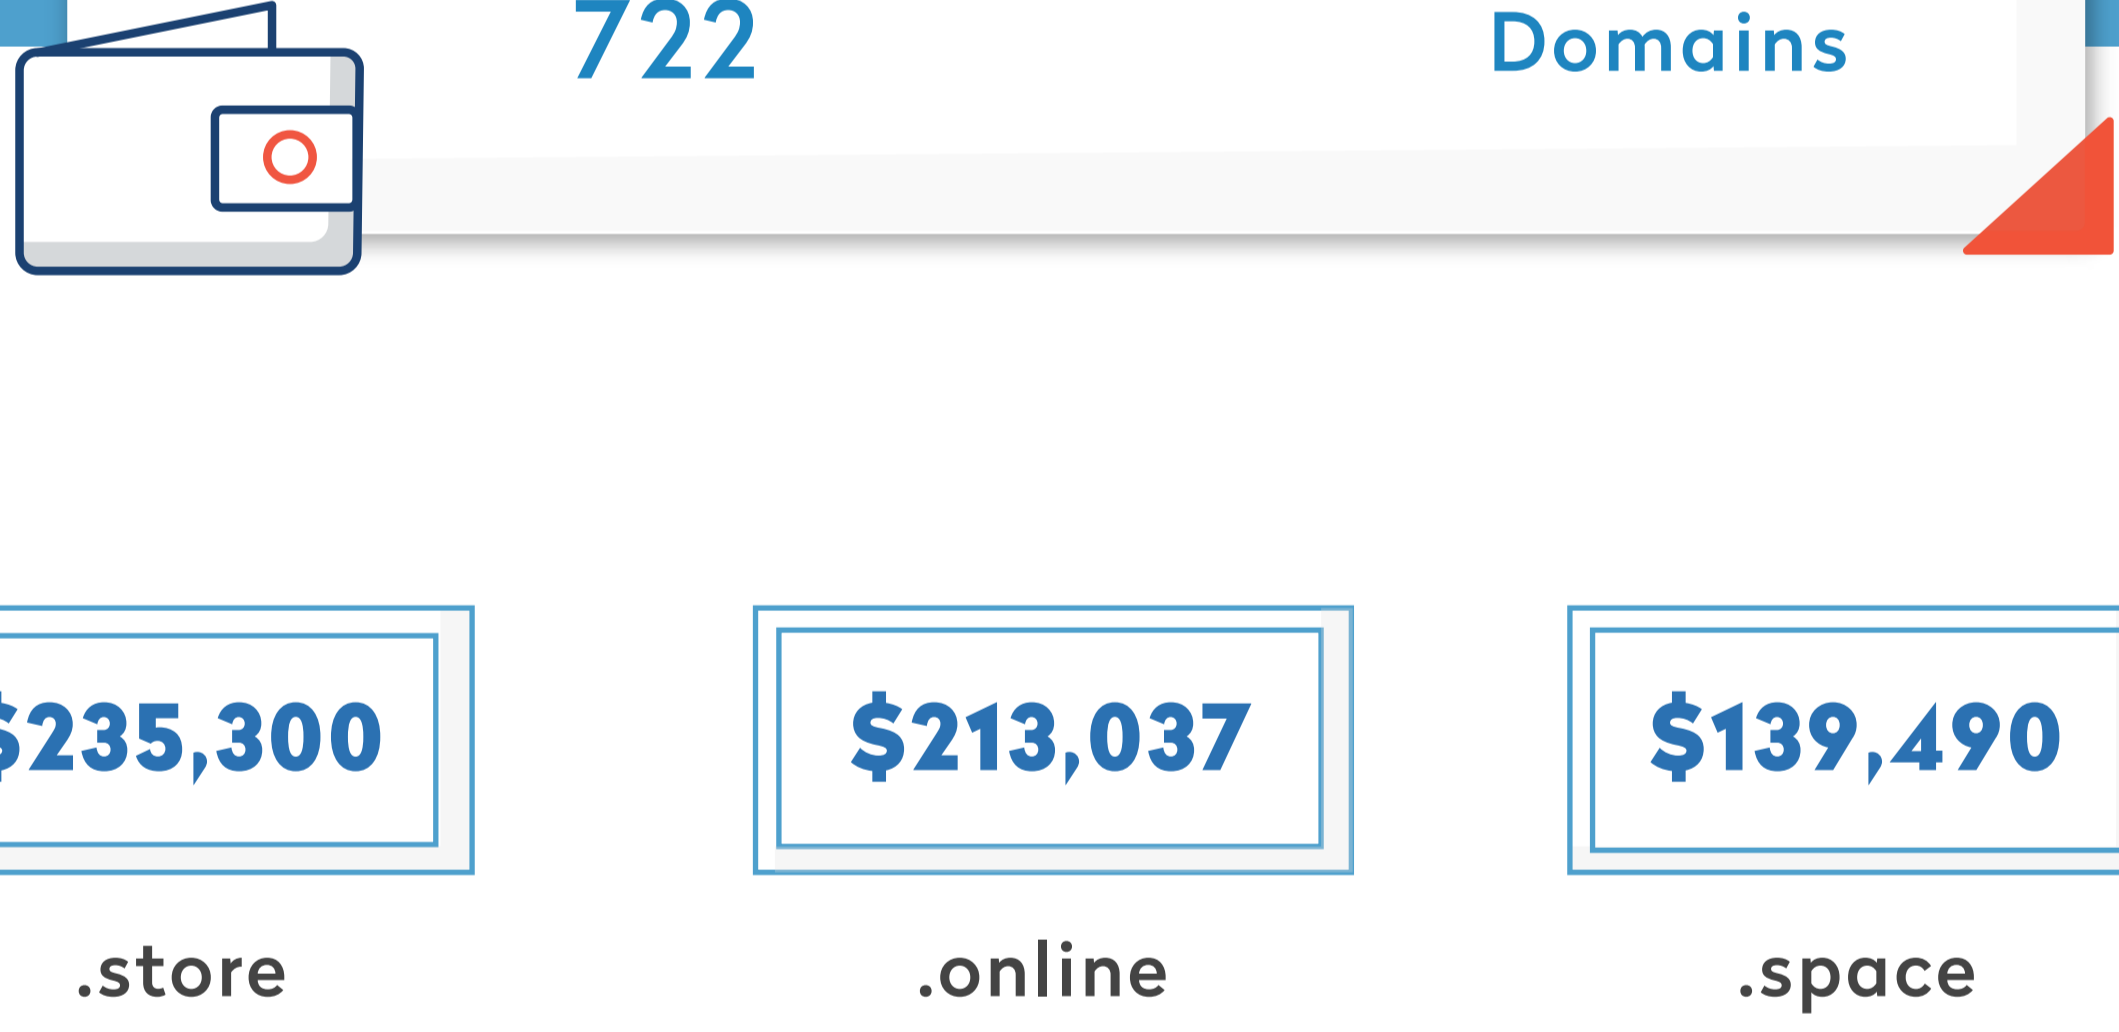 722
Domains
$235,300
$213,037
$139,490
.store
.online
.space